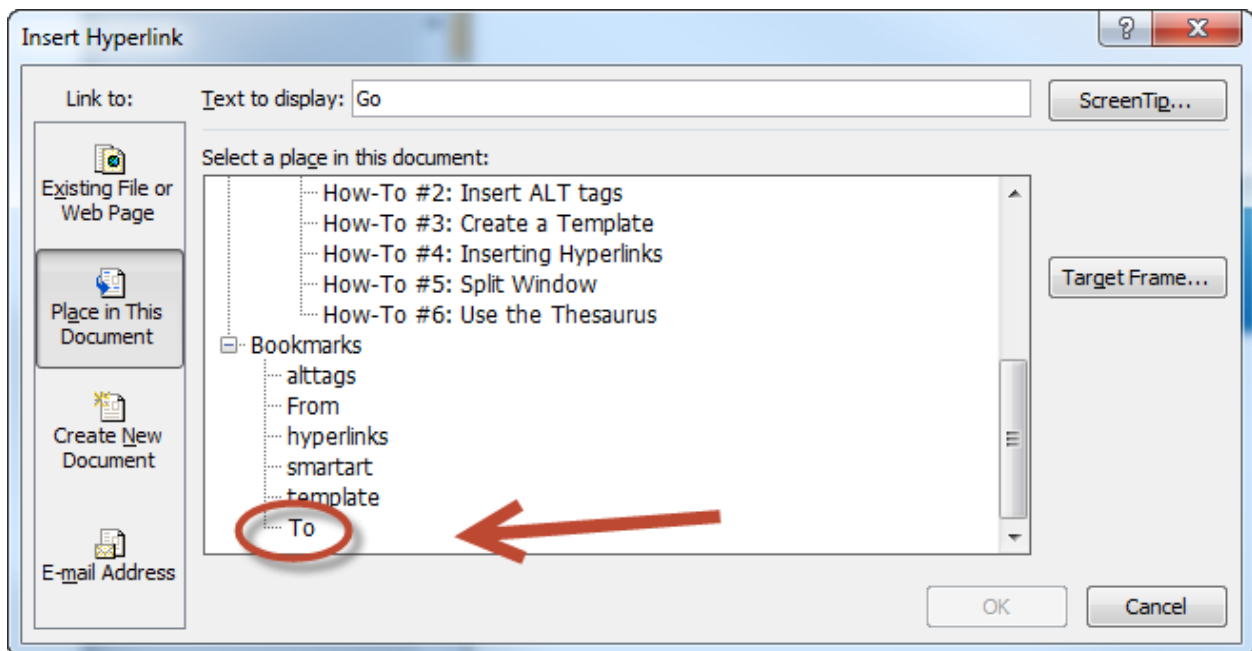 Insert Hyperlink
Link to:
Text to display: Go
ScreenTip...
Existing File or
Web Page
Place in This
Document
Create New
Document
E-mail Address
Select a place in this document:
How-To #2: Insert ALT tags
How-To #3: Create a Template
How-To #4: Inserting Hyperlinks
How-To #5: Split Window
How-To #6: Use the Thesaurus
Bookmarks
alttags
From
hyperlinks
smartart
template
To
Target Frame...
OK
Cancel